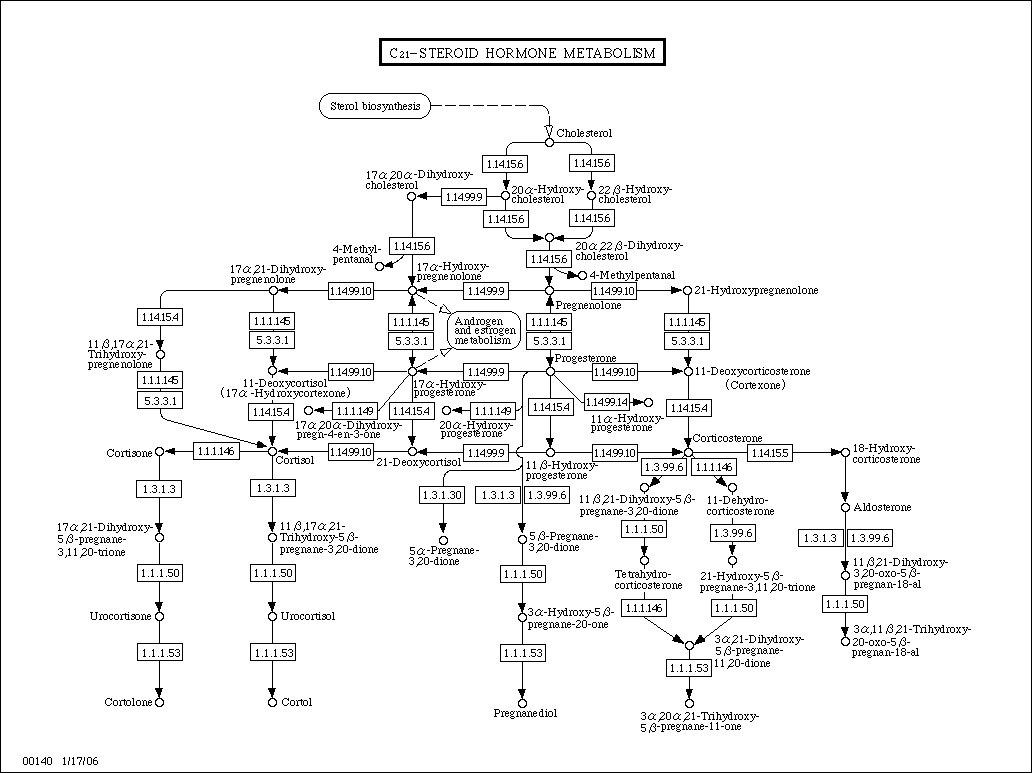 C21-STEROID HORMONE METABOLISM
Sterol biosynthesis
Cholesterol
1.14.15.6
1.14.15.6
17α,20α-Dihydroxy-
cholesterol
1.14.99.9
20α-Hydroxy-
cholesterol
22β-Hydroxy-
cholesterol
1.14.15.6
1.14.15.6
4-Methyl-
pentanal
1.14.15.6
20α,22β-Dihydroxy-
cholesterol
1.14.15.6
4-Methylpentanal
17α,21-Dihydroxy-
pregnenolone
17α-Hydroxy-
pregnenolone
1.14.99.10
1.14.99.9
1.14.99.10
21-Hydroxypregnenolone
Pregnenolone
1.14.15.4
1.1.1.145
5.3.3.1
1.1.1.145
5.3.3.1
Androgen
and estrogen
metabolism
1.1.1.145
5.3.3.1
1.1.1.145
5.3.3.1
11β,17α,21-
Trihydroxy-
pregnenolone
1.1.1.145
5.3.3.1
Progesterone
1.14.99.10
1.14.99.9
1.14.99.10
11-Deoxycorticosterone
(Cortexone)
11-Deoxycortisol
(17α-Hydroxycortexone)
17α-Hydroxy-
progesterone
1.14.15.4
1.1.1.149
1.14.15.4
1.1.1.149
1.14.15.4
1.14.99.14
1.14.15.4
17α,20α-Dihydroxy-
pregn-4-en-3-one
20α-Hydroxy-
progesterone
11α-Hydroxy-
progesterone
Corticosterone
Cortisone
1.1.1.146
Cortisol
1.14.99.10
21-Deoxycortisol
1.14.99.9
11β-Hydroxy-
progesterone
1.14.99.10
1.14.15.5
18-Hydroxy-
corticosterone
1.3.99.6
1.1.1.146
1.3.1.3
1.3.1.3
1.3.1.30
1.3.1.3
1.3.99.6
11β,21-Dihydroxy-5β-
pregnane-3,20-dione
11-Dehydro-
corticosterone
Aldosterone
17α,21-Dihydroxy-
5β-pregnane-
3,11,20-trione
11β,17α,21-
Trihydroxy-5β-
pregnane-3,20-dione
5α-Pregnane-
3,20-dione
5β-Pregnane-
3,20-dione
1.1.1.50
1.3.99.6
1.3.1.3
1.3.99.6
1.1.1.50
1.1.1.50
1.1.1.50
Tetrahydro-
corticosterone
21-Hydroxy-5β-
pregnane-3,11,20-trione
11β,21-Dihydroxy-
3,20-oxo-5β-
pregnan-18-al
1.1.1.146
1.1.1.50
1.1.1.50
Urocortisone
Urocortisol
3α-Hydroxy-5β-
pregnane-20-one
3α,11β,21-Trihydroxy-
20-oxo-5β-
pregnan-18-al
3α,21-Dihydroxy-
5β-pregnane-
11,20-dione
1.1.1.53
1.1.1.53
1.1.1.53
1.1.1.53
Cortolone
Cortol
Pregnanediol
3α,20α,21-Trihydroxy-
5β-pregnane-11-one
00140 1/17/06